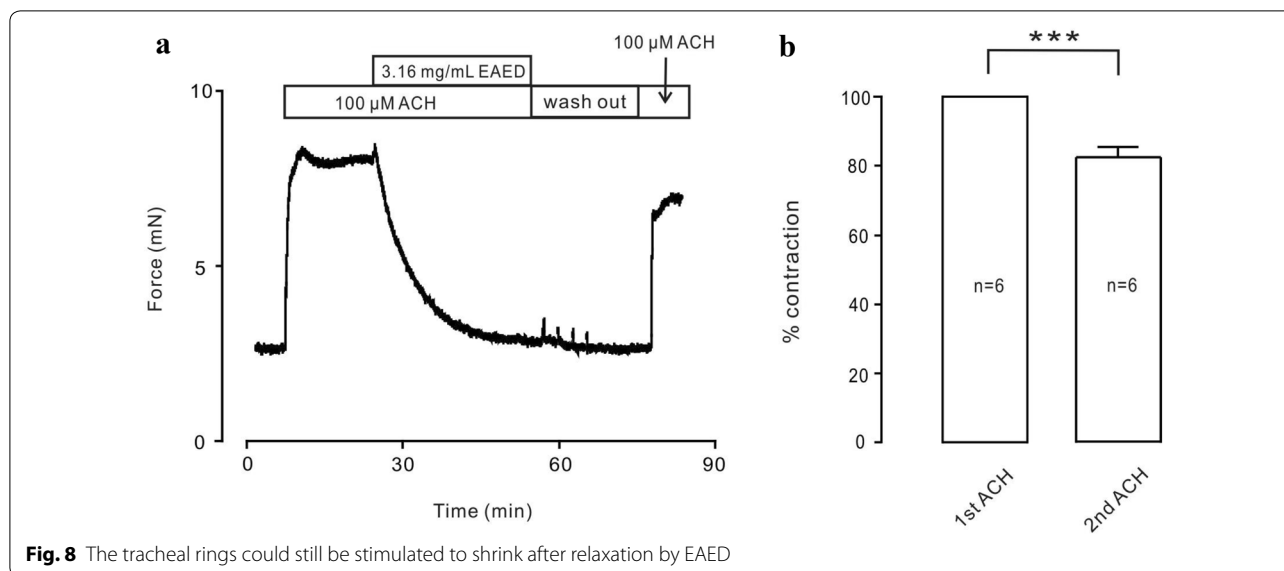 a
100 µM ACH
3.16 mg/mL EAED
100 µM ACH
wash out
10
5
0
Force (mN)
0
30
60
90
Time (min)
b
***
100
80
60
40
20
0
% contraction
n=6
n=6
1st ACH
2nd ACH
Fig. 8 The tracheal rings could still be stimulated to shrink after relaxation by EAED